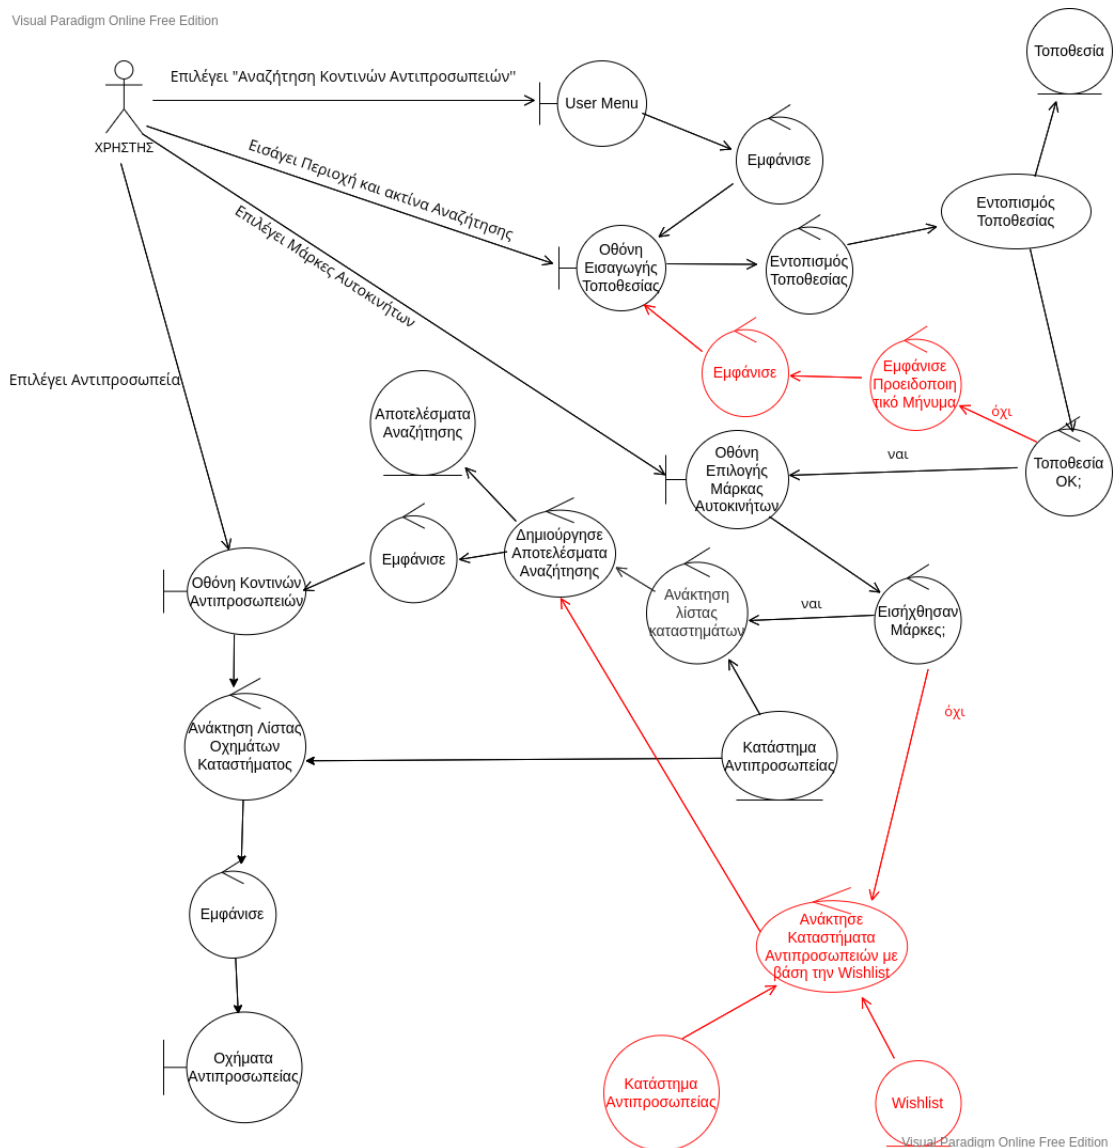 Visual Paradigm Online Free Edition
Τοποθεσία
Επιλέγει "Αναζήτηση Κοντινών Αντιπροσωπειών"
User Menu
ΧΡΗΣΤΗΣ
Εμφάνισε
Εισάγει Περιοχή και ακτίνα Αναζήτησης
Εντοπισμός
Τοποθεσίας
Επιλέγει Μάρκες Αυτοκινήτων
Οθόνη
Εισαγωγής
Τοποθεσίας
Εντοπισμός
Τοποθεσίας
Επιλέγει Αντιπροσωπεία
Εμφάνισε
Εμφάνισε
Προειδοποιη
τικό Μήνυμα
όχι
Αποτελέσματα
Αναζήτησης
Οθόνη
Επιλογής
Μάρκας
Αυτοκινήτων
ναι
Τοποθεσία
ΟΚ;
Δημιούργησε
Αποτελέσματα
Αναζήτησης
Εμφάνισε
Οθόνη Κοντινών
Αντιπροσωπειών
Ανάκτηση
λίστας
καταστημάτων
ναι
Εισήχθησαν
Μάρκες;
όχι
Ανάκτηση Λίστας
Οχημάτων
Καταστήματος
Κατάστημα
Αντιπροσωπείας
Εμφάνισε
Ανάκτησε
Καταστήματα
Αντιπροσωπειών με
βάση την Wishlist
Οχήματα
Αντιπροσωπείας
Κατάστημα
Αντιπροσωπείας
Wishlist
Visual Paradigm Online Free Edition